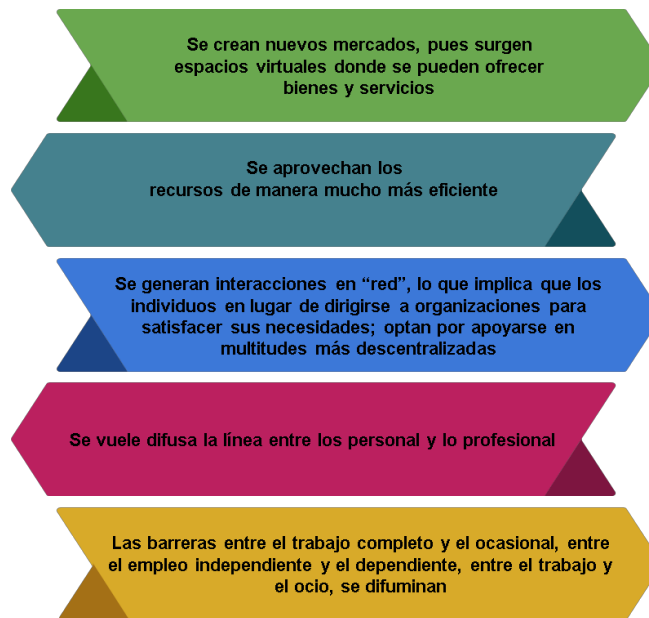 Se crean nuevos mercados, pues surgen
espacios virtuales donde se pueden ofrecer
bienes y servicios
Se aprovechan los
recursos de manera mucho más eficiente
Se generan interacciones en “red”, lo que implica que los
individuos en lugar de dirigirse a organizaciones para
satisfacer sus necesidades; optan por apoyarse en
multitudes más descentralizadas
Se vuele difusa la línea entre los personal y lo profesional
Las barreras entre el trabajo completo y el ocasional, entre
el empleo independiente y el dependiente, entre el trabajo y
el ocio, se difuminan